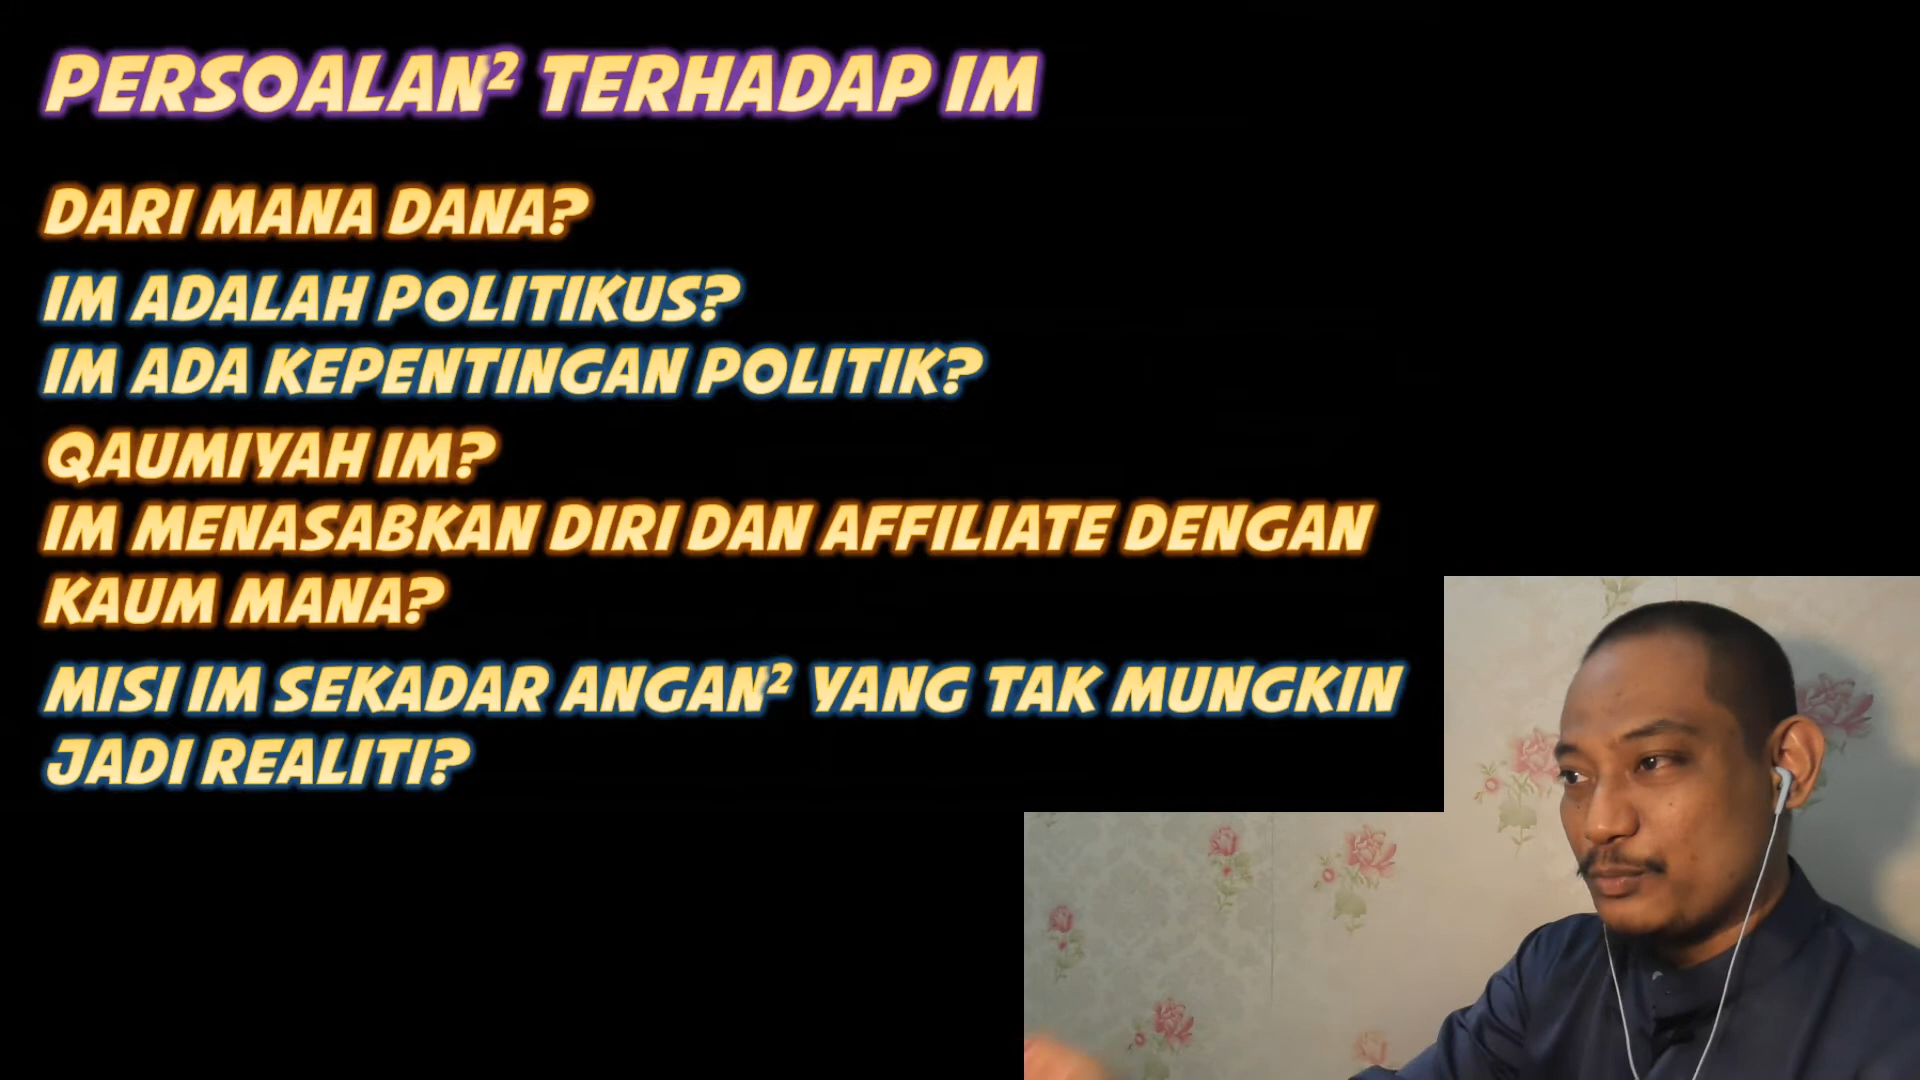 PERSOALAN² TERHADAP IM
DARI MANA DANA?
IM ADALAH POLITIKUS?
IM ADA KEPENTINGAN POLITIK?
QAUMIYAH IM?
IM MENASABKAN DIRI DAN AFFILIATE DENGAN
KAUM MANA?
MISI IM SEKADAR ANGAN² YANG TAK MUNGKIN
JADI REALITI?